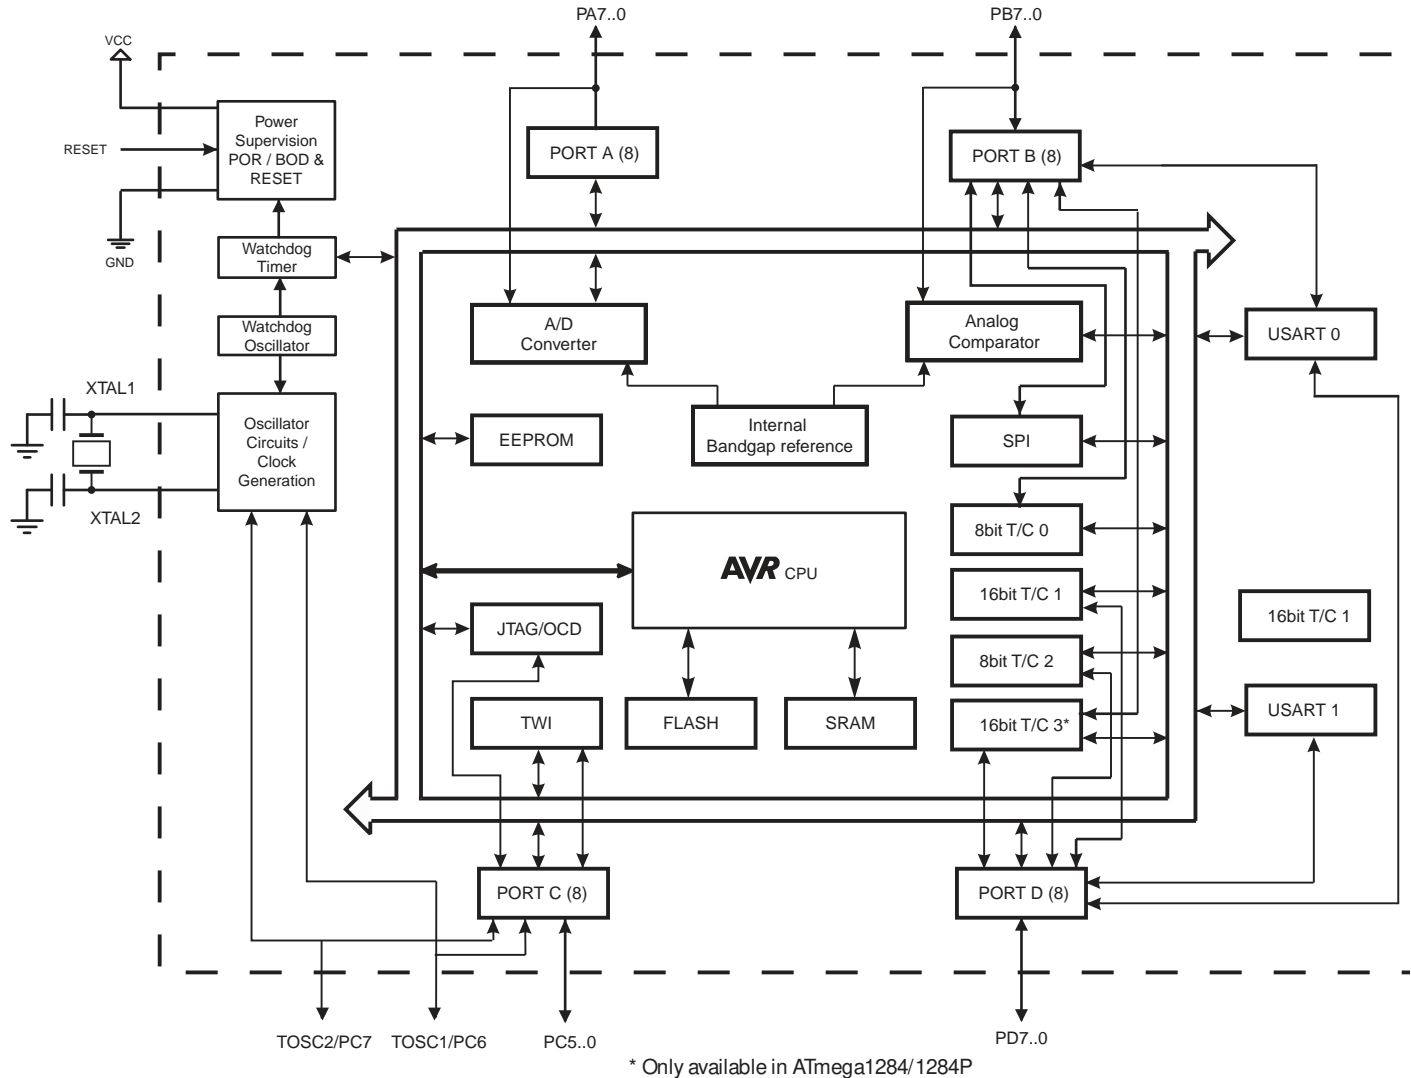 PA7..0
PB7..0
VCC
Power
Supervision
POR / BOD &
RESET
RESET
GND
PORT A (8)
PORT B (8)
Watchdog
Timer
Watchdog
Oscillator
A/D
Converter
Analog
Comparator
USART 0
XTAL1
XTAL2
Oscillator
Circuits /
Clock
Generation
EEPROM
Internal
Bandgap reference
SPI
8bit T/C 0
AVR CPU
16bit T/C 1
16bit T/C 1
JTAG/OCD
8bit T/C 2
TWI
FLASH
SRAM
16bit T/C 3*
USART 1
PORT C (8)
PORT D (8)
TOSC2/PC7
TOSC1/PC6
PC5..0
PD7..0
* Only available in ATmega1284/1284P